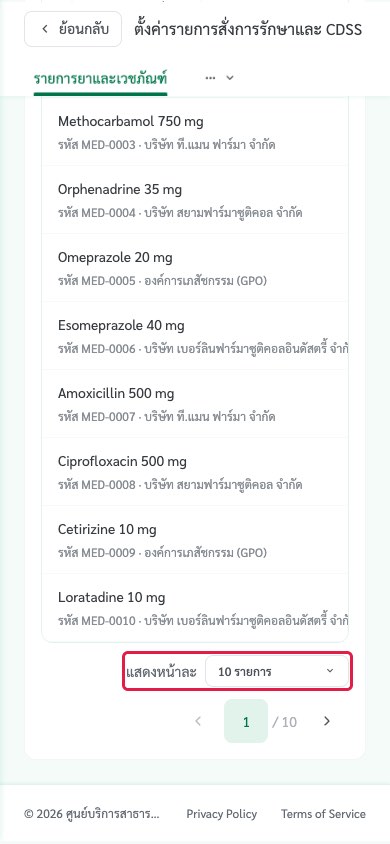 ย้อนกลับ ตั้งค่ารายการสั่งการรักษาและ CDSS
รายการยาและเวชภัณฑ์ ...
Methocarbamol 750 mg
รหัส MED-0003 · บริษัท ที.แมน ฟาร์มา จำกัด
Orphenadrine 35 mg
รหัส MED-0004 · บริษัท สยามฟาร์มาซูติคอล จำกัด
Omeprazole 20 mg
รหัส MED-0005 · องค์การเภสัชกรรม (GPO)
Esomeprazole 40 mg
รหัส MED-0006 · บริษัท เบอร์ลินฟาร์มาซูติคอลอินดัสตรี้ จำกั
Amoxicillin 500 mg
รหัส MED-0007 · บริษัท ที.แมน ฟาร์มา จำกัด
Ciprofloxacin 500 mg
รหัส MED-0008 · บริษัท สยามฟาร์มาซูติคอล จำกัด
Cetirizine 10 mg
รหัส MED-0009 · องค์การเภสัชกรรม (GPO)
Loratadine 10 mg
รหัส MED-0010 · บริษัท เบอร์ลินฟาร์มาซูติคอลอินดัสตรี้ จำกั
แสดงหน้าละ 10 รายการ
1 / 10
© 2026 ศูนย์บริการสาธาร... Privacy Policy Terms of Service